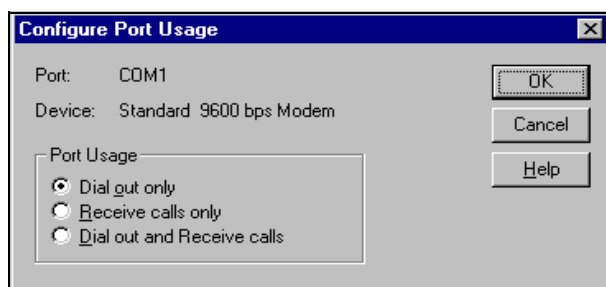 Configure Port Usage
Port: COM1
Device: Standard 9600 bps Modem
Port Usage
Dial out only
Receive calls only
Dial out and Receive calls
OK
Cancel
Help